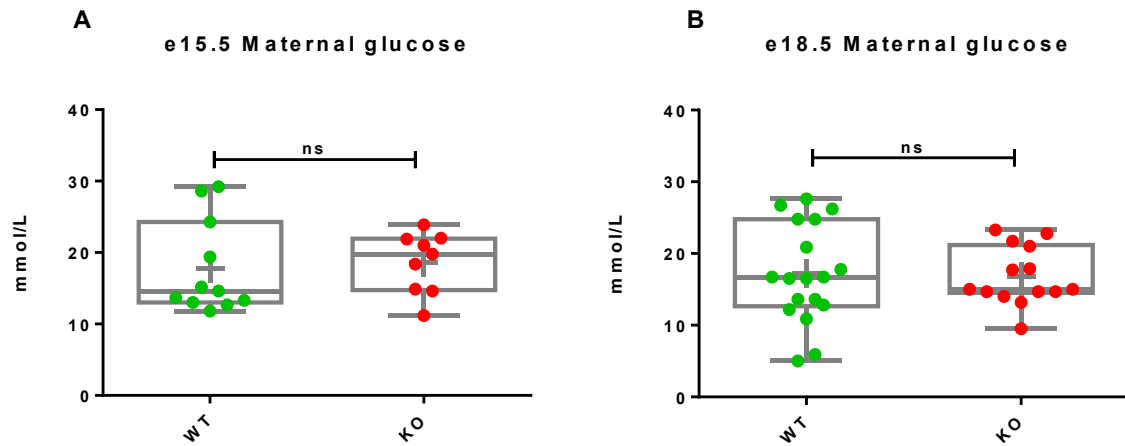 A
e15.5 Maternal glucose
mmol/L
40
30
20
10
0
ns
WT
KO
B
e18.5 Maternal glucose
mmol/L
40
30
20
10
0
ns
WT
KO